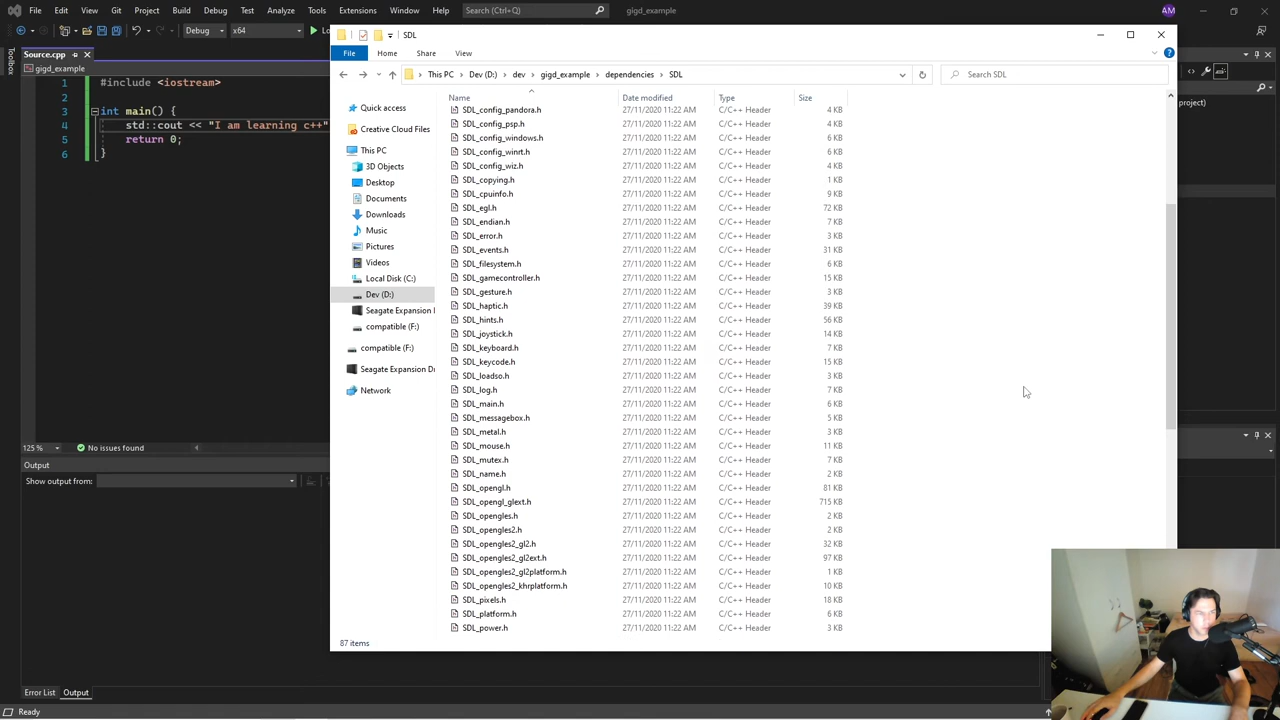 File Edit View Git Project Build Debug Test Analyze Tools Extensions Window Help Search (Ctrl+Q) gigd_example AM
Debug x64
Toolbox
Source.cpp
gigd_example
1 #include <iostream>
2
3 int main() {
4 std::cout << "I am learning c++"
5 return 0;
6 }
125 % No issues found
Output
Show output from:
Error List Output
Ready
project)
SDL
File Home Share View
This PC Dev (D:) dev gigd_example dependencies SDL
Search SDL
Quick access
Creative Cloud Files
This PC
3D Objects
Desktop
Documents
Downloads
Music
Pictures
Videos
Local Disk (C:)
Dev (D:)
Seagate Expansion
compatible (F:)
compatible (F:)
Seagate Expansion Dr
Network
Name Date modified Type Size
SDL_config_pandora.h 27/11/2020 11:22 AM C/C++ Header 4 KB
SDL_config_psp.h 27/11/2020 11:22 AM C/C++ Header 4 KB
SDL_config_windows.h 27/11/2020 11:22 AM C/C++ Header 6 KB
SDL_config_winrt.h 27/11/2020 11:22 AM C/C++ Header 6 KB
SDL_config_wiz.h 27/11/2020 11:22 AM C/C++ Header 4 KB
SDL_copying.h 27/11/2020 11:22 AM C/C++ Header 1 KB
SDL_cpuinfo.h 27/11/2020 11:22 AM C/C++ Header 9 KB
SDL_egl.h 27/11/2020 11:22 AM C/C++ Header 72 KB
SDL_endian.h 27/11/2020 11:22 AM C/C++ Header 7 KB
SDL_error.h 27/11/2020 11:22 AM C/C++ Header 3 KB
SDL_events.h 27/11/2020 11:22 AM C/C++ Header 31 KB
SDL_filesystem.h 27/11/2020 11:22 AM C/C++ Header 6 KB
SDL_gamecontroller.h 27/11/2020 11:22 AM C/C++ Header 15 KB
SDL_gesture.h 27/11/2020 11:22 AM C/C++ Header 3 KB
SDL_haptic.h 27/11/2020 11:22 AM C/C++ Header 39 KB
SDL_hints.h 27/11/2020 11:22 AM C/C++ Header 56 KB
SDL_joystick.h 27/11/2020 11:22 AM C/C++ Header 14 KB
SDL_keyboard.h 27/11/2020 11:22 AM C/C++ Header 7 KB
SDL_keycode.h 27/11/2020 11:22 AM C/C++ Header 15 KB
SDL_loadso.h 27/11/2020 11:22 AM C/C++ Header 3 KB
SDL_log.h 27/11/2020 11:22 AM C/C++ Header 7 KB
SDL_main.h 27/11/2020 11:22 AM C/C++ Header 6 KB
SDL_messagebox.h 27/11/2020 11:22 AM C/C++ Header 5 KB
SDL_metal.h 27/11/2020 11:22 AM C/C++ Header 3 KB
SDL_mouse.h 27/11/2020 11:22 AM C/C++ Header 11 KB
SDL_mutex.h 27/11/2020 11:22 AM C/C++ Header 7 KB
SDL_name.h 27/11/2020 11:22 AM C/C++ Header 2 KB
SDL_opengl.h 27/11/2020 11:22 AM C/C++ Header 81 KB
SDL_opengl_glext.h 27/11/2020 11:22 AM C/C++ Header 715 KB
SDL_opengles.h 27/11/2020 11:22 AM C/C++ Header 2 KB
SDL_opengles2.h 27/11/2020 11:22 AM C/C++ Header 2 KB
SDL_opengles2_gl2.h 27/11/2020 11:22 AM C/C++ Header 32 KB
SDL_opengles2_gl2ext.h 27/11/2020 11:22 AM C/C++ Header 97 KB
SDL_opengles2_gl2platform.h 27/11/2020 11:22 AM C/C++ Header 1 KB
SDL_opengles2_khrplatform.h 27/11/2020 11:22 AM C/C++ Header 10 KB
SDL_pixels.h 27/11/2020 11:22 AM C/C++ Header 18 KB
SDL_platform.h 27/11/2020 11:22 AM C/C++ Header 6 KB
SDL_power.h 27/11/2020 11:22 AM C/C++ Header 3 KB
87 items